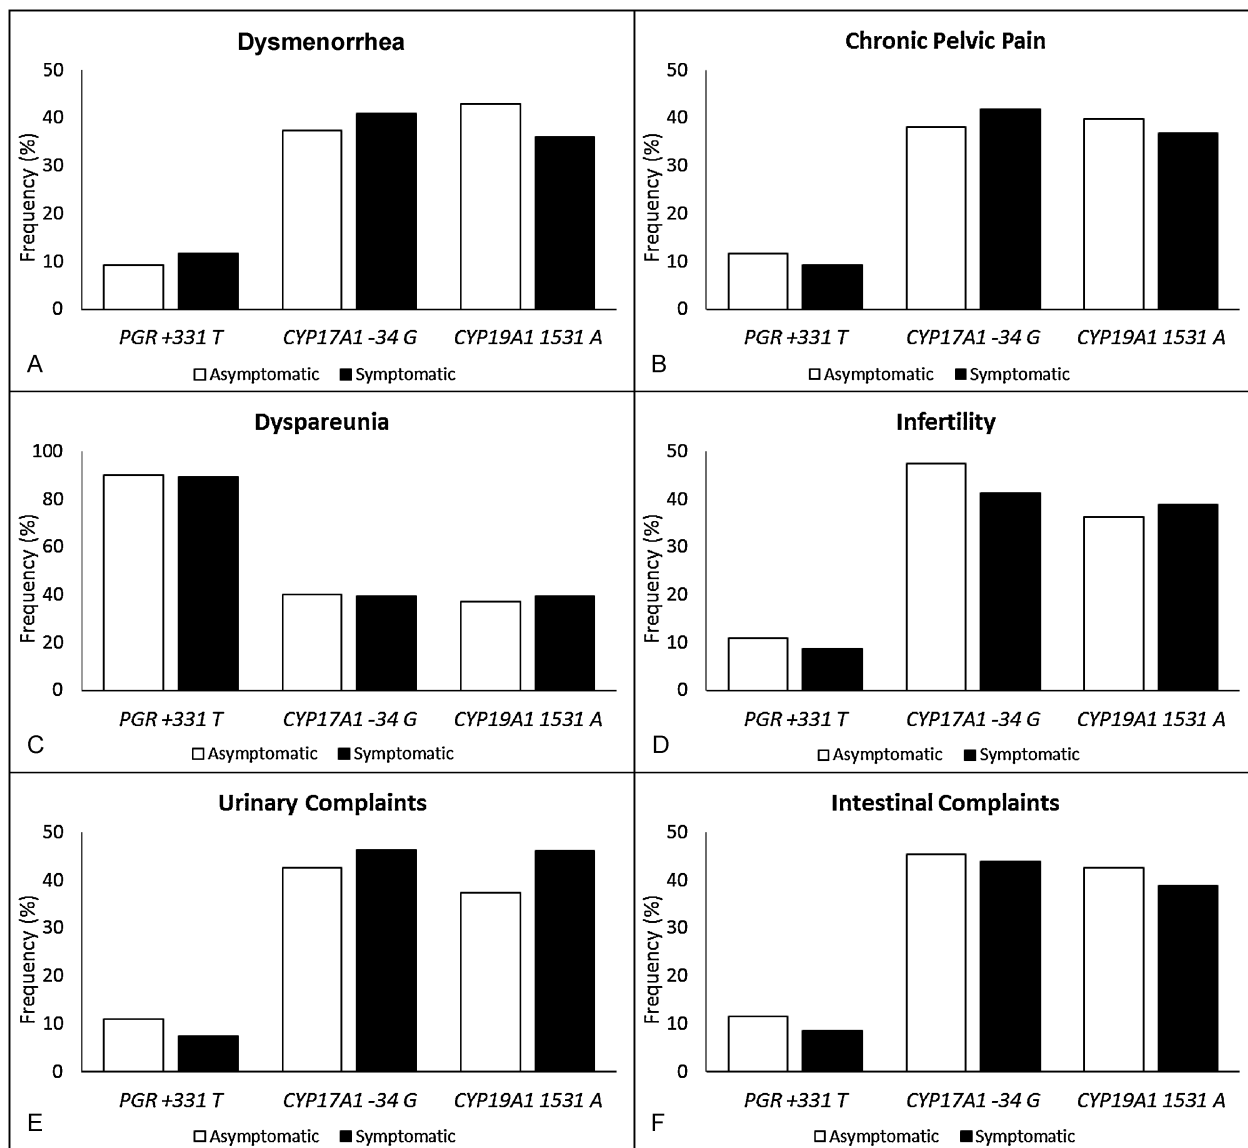 Dysmenorrhea
Frequency (%)
50
40
30
20
10
0
PGR +331 T CYP17A1 -34 G CYP19A1 1531 A
A
Asymptomatic Symptomatic
Chronic Pelvic Pain
Frequency (%)
50
40
30
20
10
0
PGR +331 T CYP17A1 -34 G CYP19A1 1531 A
B
Asymptomatic Symptomatic
Dyspareunia
Frequency (%)
100
80
60
40
20
0
PGR +331 T CYP17A1 -34 G CYP19A1 1531 A
C
Asymptomatic Symptomatic
Infertility
Frequency (%)
50
40
30
20
10
0
PGR +331 T CYP17A1 -34 G CYP19A1 1531 A
D
Asymptomatic Symptomatic
Urinary Complaints
Frequency (%)
50
40
30
20
10
0
PGR +331 T CYP17A1 -34 G CYP19A1 1531 A
E
Asymptomatic Symptomatic
Intestinal Complaints
Frequency (%)
50
40
30
20
10
0
PGR +331 T CYP17A1 -34 G CYP19A1 1531 A
F
Asymptomatic Symptomatic